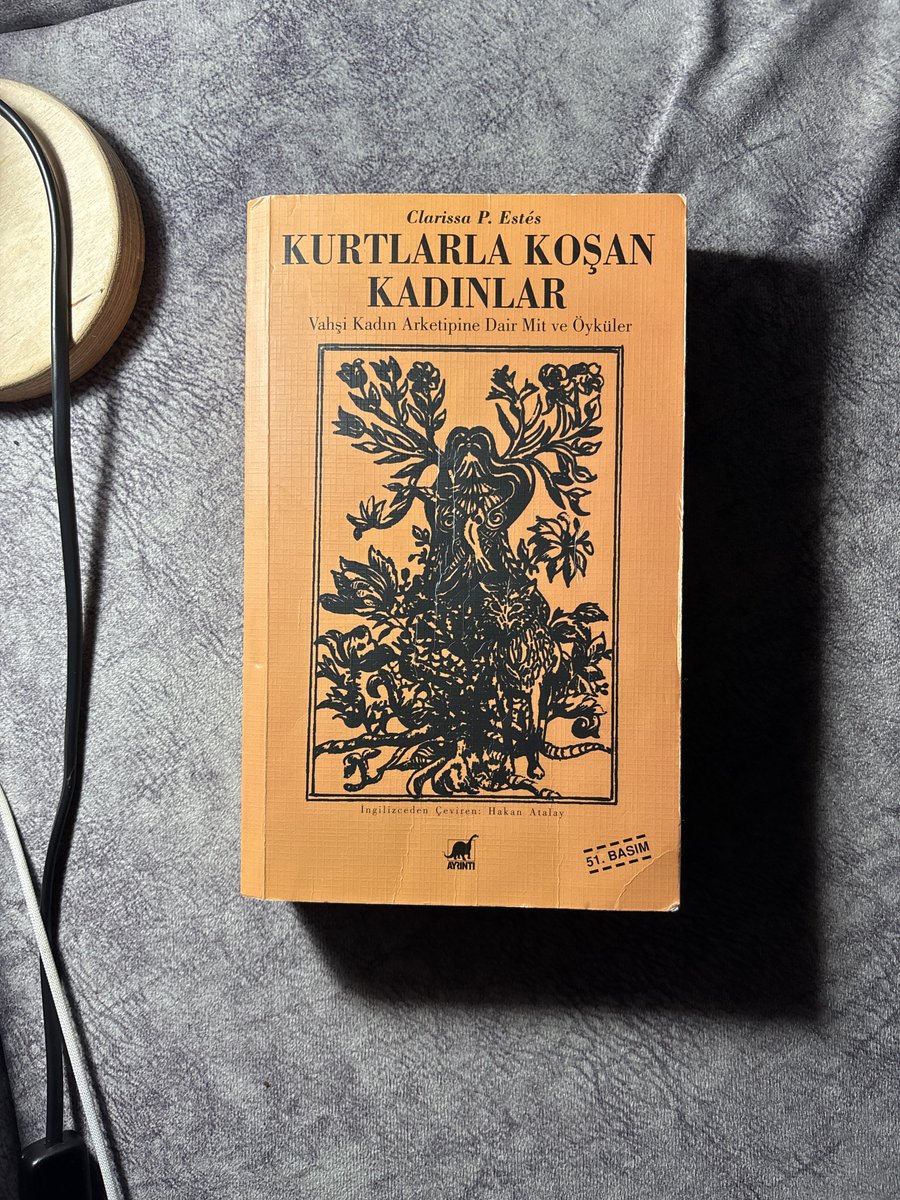 Clarissa P. Estés
KURTLARLA KOŞAN
KADINLAR
Vahşi Kadın Arketipine Dair Mit ve Öyküler
İngilizceden Çeviren: Hakan Atalay
AYRINTI
51. BASIM